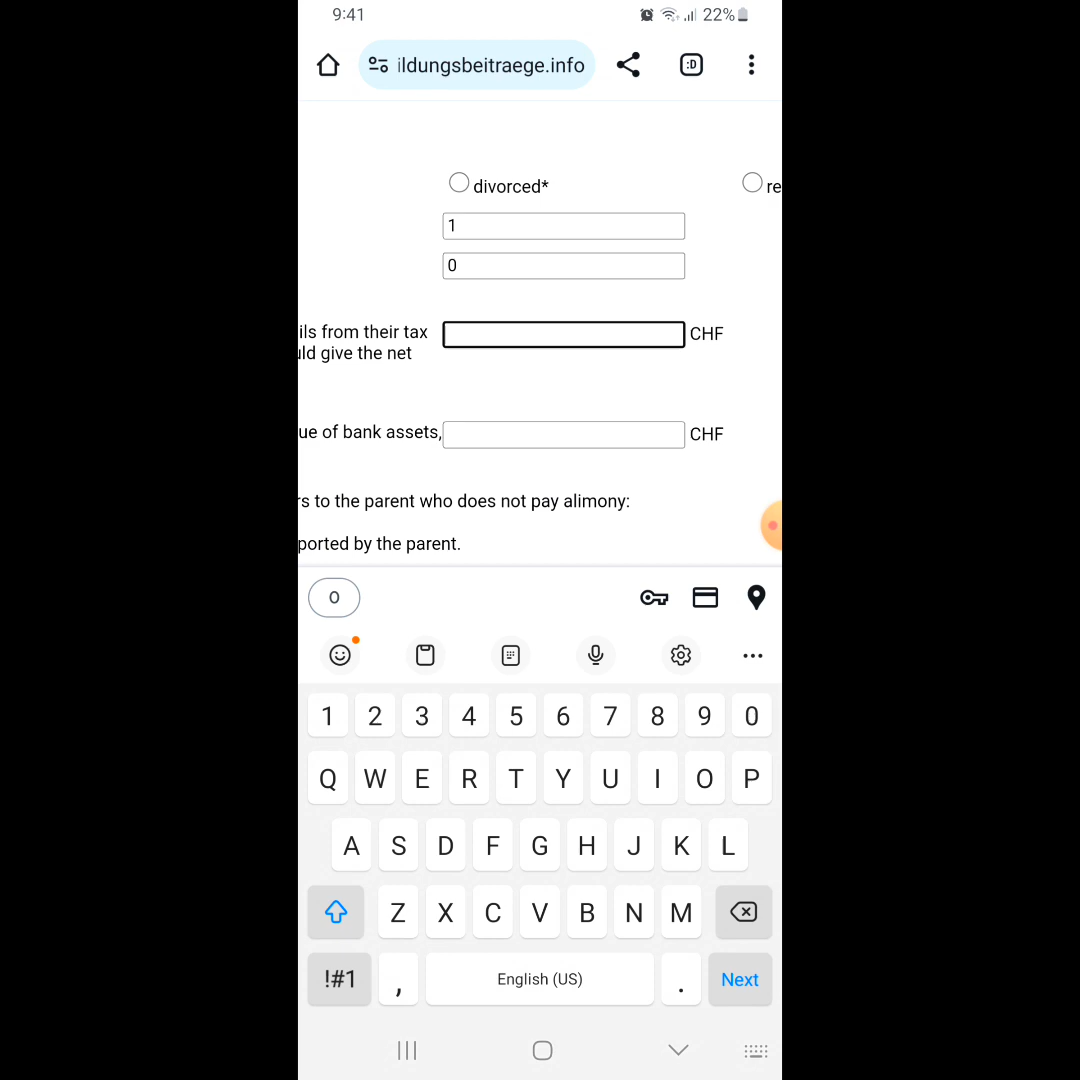 9:41
22%
ildungsbeitraege.info
:D
divorced*
re
1
0
ils from their tax
CHF
uld give the net
ue of bank assets,
CHF
rs to the parent who does not pay alimony:
ported by the parent.
0
1 2 3 4 5 6 7 8 9 0
Q W E R T Y U I O P
A S D F G H J K L
Z X C V B N M
!#1 , English (US) . Next